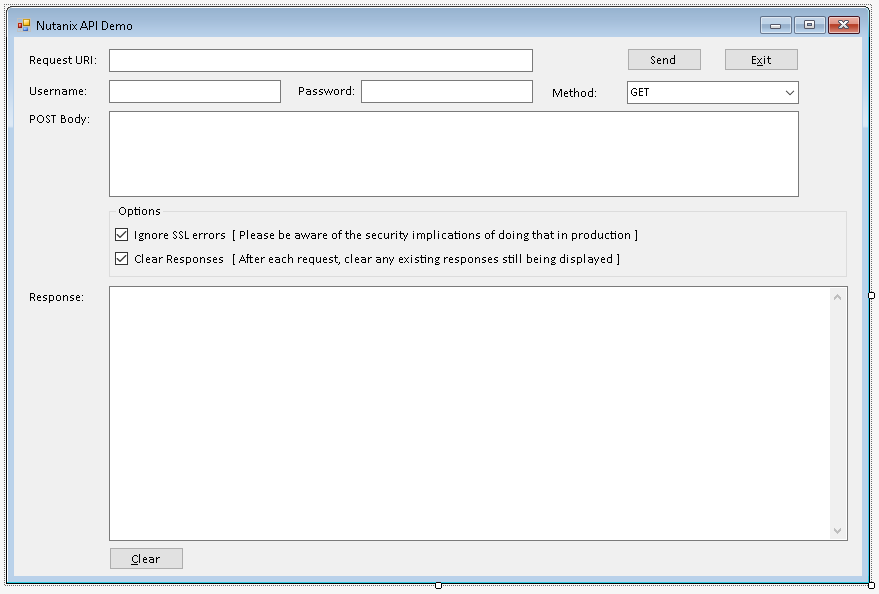 Nutanix API Demo
Request URI:
Send
Exit
Username:
Password:
Method:
GET
POST Body:
Options
Ignore SSL errors [ Please be aware of the security implications of doing that in production ]
Clear Responses [ After each request, clear any existing responses still being displayed ]
Response:
Clear